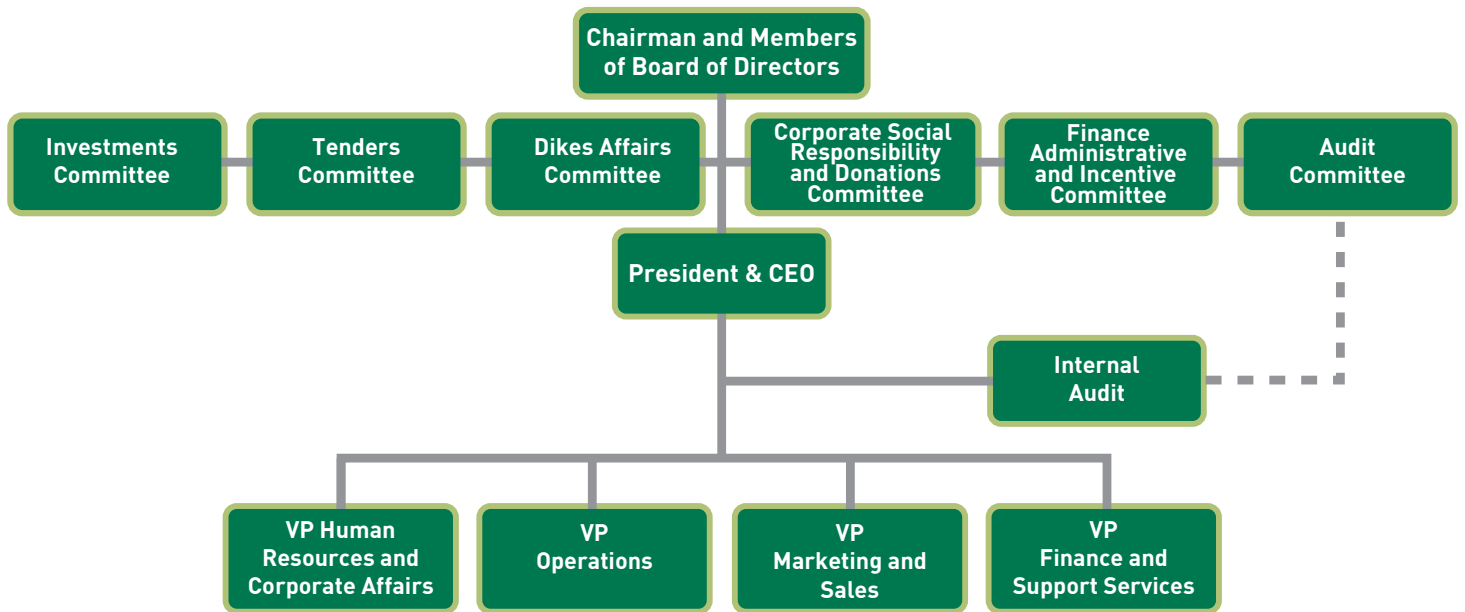 Chairman and Members
of Board of Directors
Investments
Committee
Tenders
Committee
Dikes Affairs
Committee
Corporate Social
Responsibility
and Donations
Committee
Finance
Administrative
and Incentive
Committee
Audit
Committee
President & CEO
Internal
Audit
VP Human
Resources and
Corporate Affairs
VP
Operations
VP
Marketing and
Sales
VP
Finance and
Support Services